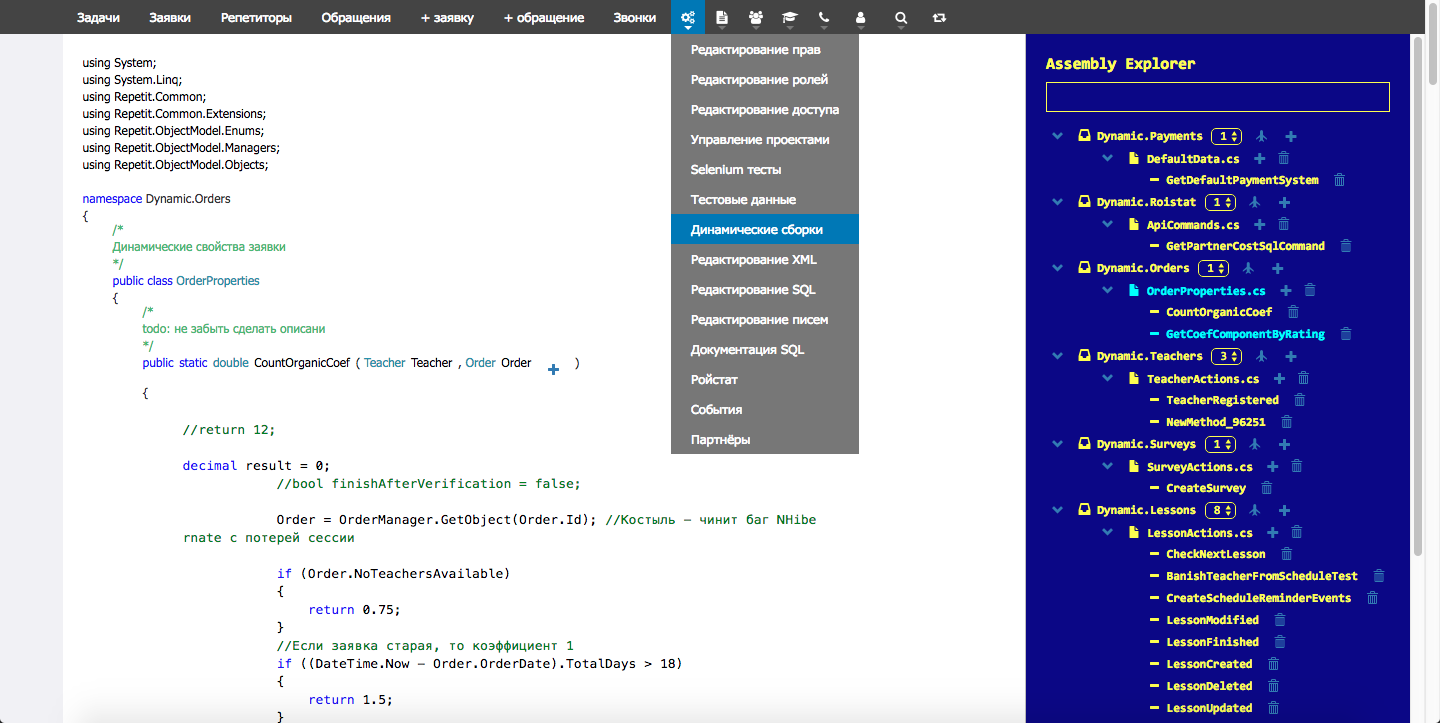 Задачи Заявки Репетиторы Обращения + заявку + обращение Звонки
using System;
using System.Linq;
using Repetit.Common;
using Repetit.Common.Extensions;
using Repetit.ObjectModel.Enums;
using Repetit.ObjectModel.Managers;
using Repetit.ObjectModel.Objects;
namespace Dynamic.Orders
{
/*
Динамические свойства заявки
*/
public class OrderProperties
{
/*
todo: не забыть сделать описани
*/
public static double CountOrganicCoef ( Teacher Teacher , Order Order + )
{
//return 12;
decimal result = 0;
//bool finishAfterVerification = false;
Order = OrderManager.GetObject(Order.Id); //Костыль – чинит баг NHibe
rnate с потерей сессии
if (Order.NoTeachersAvailable)
{
return 0.75;
}
//Если заявка старая, то коэффициент 1
if ((DateTime.Now – Order.OrderDate).TotalDays > 18)
{
return 1.5;
}
Редактирование прав
Редактирование ролей
Редактирование доступа
Управление проектами
Selenium тесты
Тестовые данные
Динамические сборки
Редактирование XML
Редактирование SQL
Редактирование писем
Документация SQL
Ройстат
События
Партнёры
Assembly Explorer
Dynamic.Payments 1
DefaultData.cs
GetDefaultPaymentSystem
Dynamic.Roistat 1
ApiCommands.cs
GetPartnerCostSqlCommand
Dynamic.Orders 1
OrderProperties.cs
CountOrganicCoef
GetCoefComponentByRating
Dynamic.Teachers 3
TeacherActions.cs
TeacherRegistered
NewMethod_96251
Dynamic.Surveys 1
SurveyActions.cs
CreateSurvey
Dynamic.Lessons 8
LessonActions.cs
CheckNextLesson
BanishTeacherFromScheduleTest
CreateScheduleReminderEvents
LessonModified
LessonFinished
LessonCreated
LessonDeleted
LessonUpdated